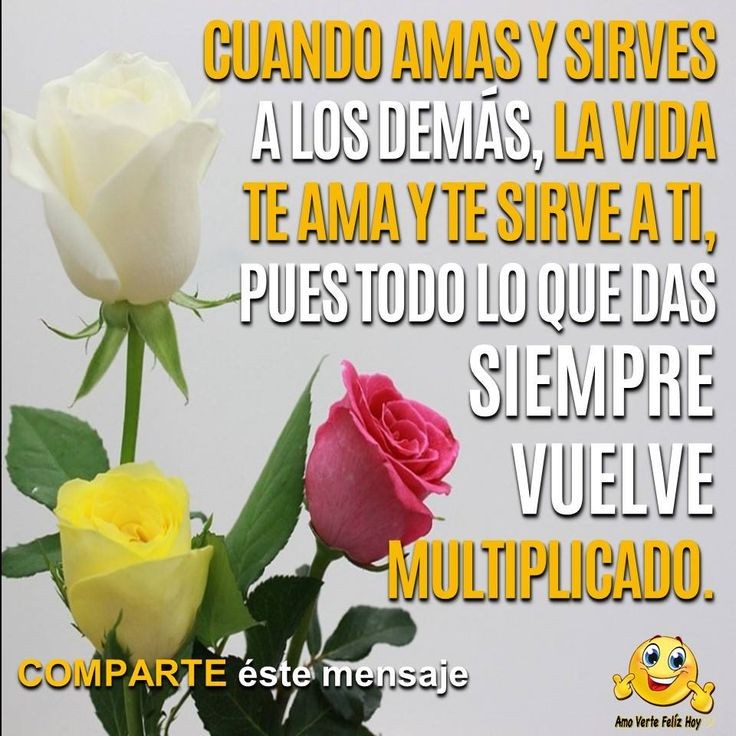 CUANDO AMAS Y SIRVES
A LOS DEMÁS, LA VIDA
TE AMA Y TE SIRVE A TI,
PUES TODO LO QUE DAS
SIEMPRE
VUELVE
MULTIPLICADO.
COMPARTE éste mensaje
Amo Verte Felíz Hoy